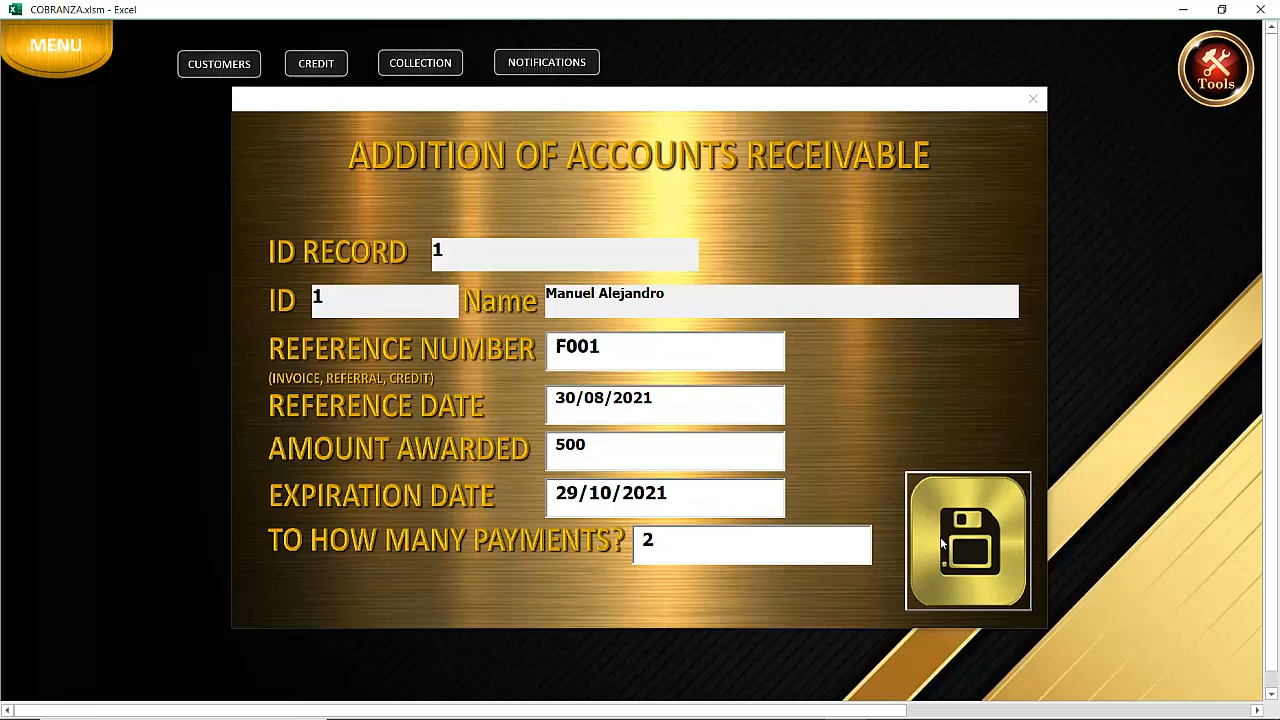 COBRANZA.xlsm - Excel
MENU
CUSTOMERS CREDIT COLLECTION NOTIFICATIONS
Tools
ADDITION OF ACCOUNTS RECEIVABLE
ID RECORD 1
ID 1 Name Manuel Alejandro
REFERENCE NUMBER F001
(INVOICE, REFERRAL, CREDIT)
REFERENCE DATE 30/08/2021
AMOUNT AWARDED 500
EXPIRATION DATE 29/10/2021
TO HOW MANY PAYMENTS? 2